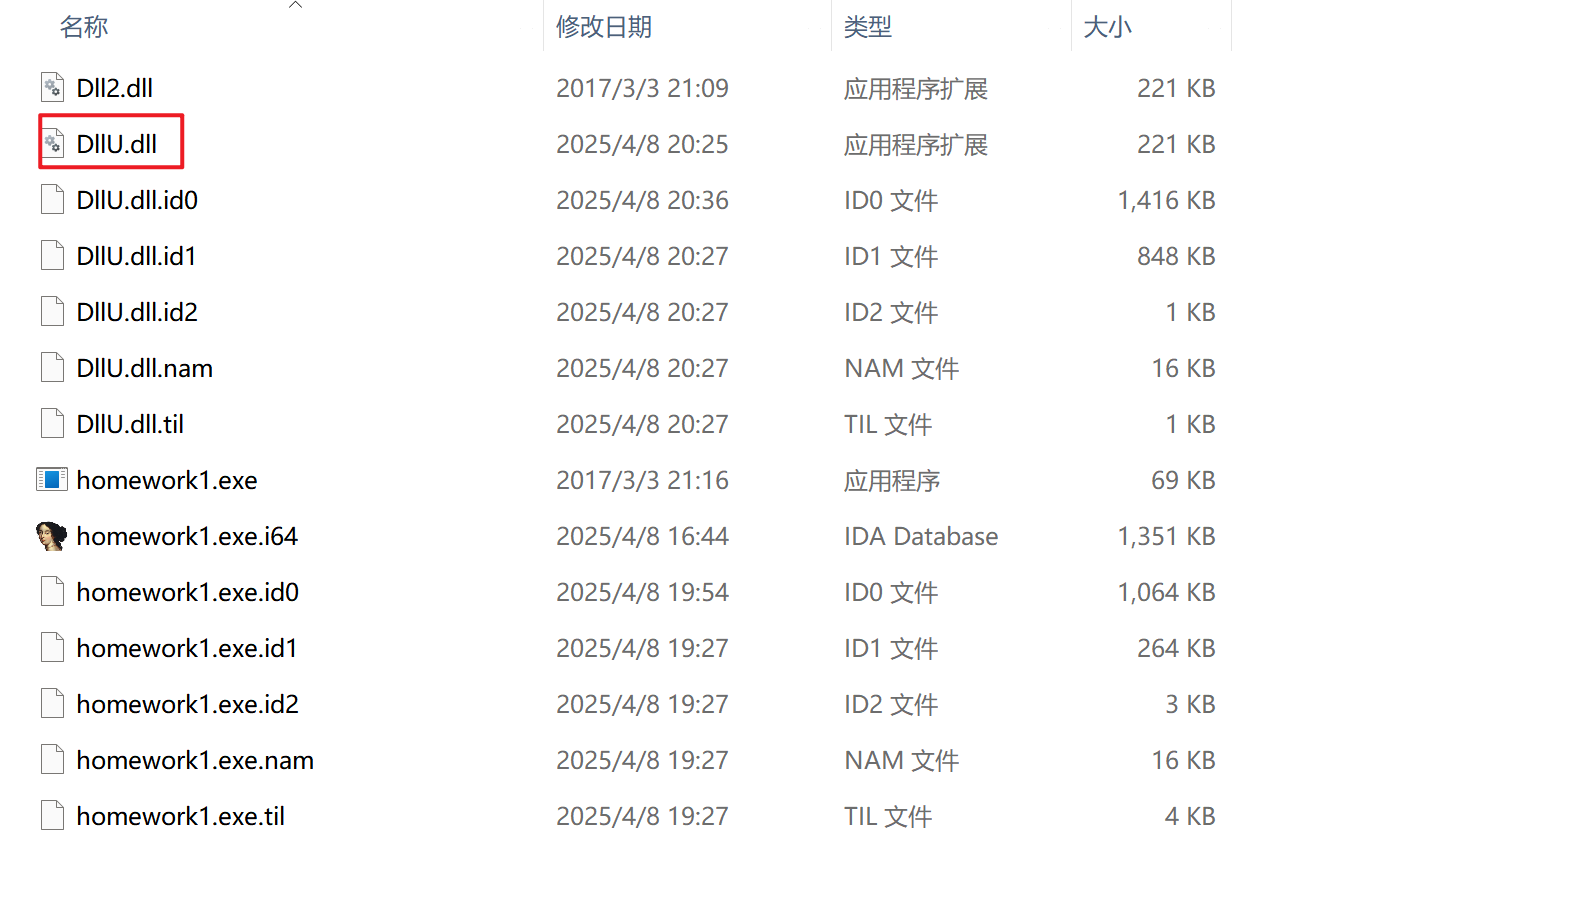 名称 修改日期 类型 大小
Dll2.dll 2017/3/3 21:09 应用程序扩展 221 KB
DllU.dll 2025/4/8 20:25 应用程序扩展 221 KB
DllU.dll.id0 2025/4/8 20:36 ID0 文件 1,416 KB
DllU.dll.id1 2025/4/8 20:27 ID1 文件 848 KB
DllU.dll.id2 2025/4/8 20:27 ID2 文件 1 KB
DllU.dll.nam 2025/4/8 20:27 NAM 文件 16 KB
DllU.dll.til 2025/4/8 20:27 TIL 文件 1 KB
homework1.exe 2017/3/3 21:16 应用程序 69 KB
homework1.exe.i64 2025/4/8 16:44 IDA Database 1,351 KB
homework1.exe.id0 2025/4/8 19:54 ID0 文件 1,064 KB
homework1.exe.id1 2025/4/8 19:27 ID1 文件 264 KB
homework1.exe.id2 2025/4/8 19:27 ID2 文件 3 KB
homework1.exe.nam 2025/4/8 19:27 NAM 文件 16 KB
homework1.exe.til 2025/4/8 19:27 TIL 文件 4 KB